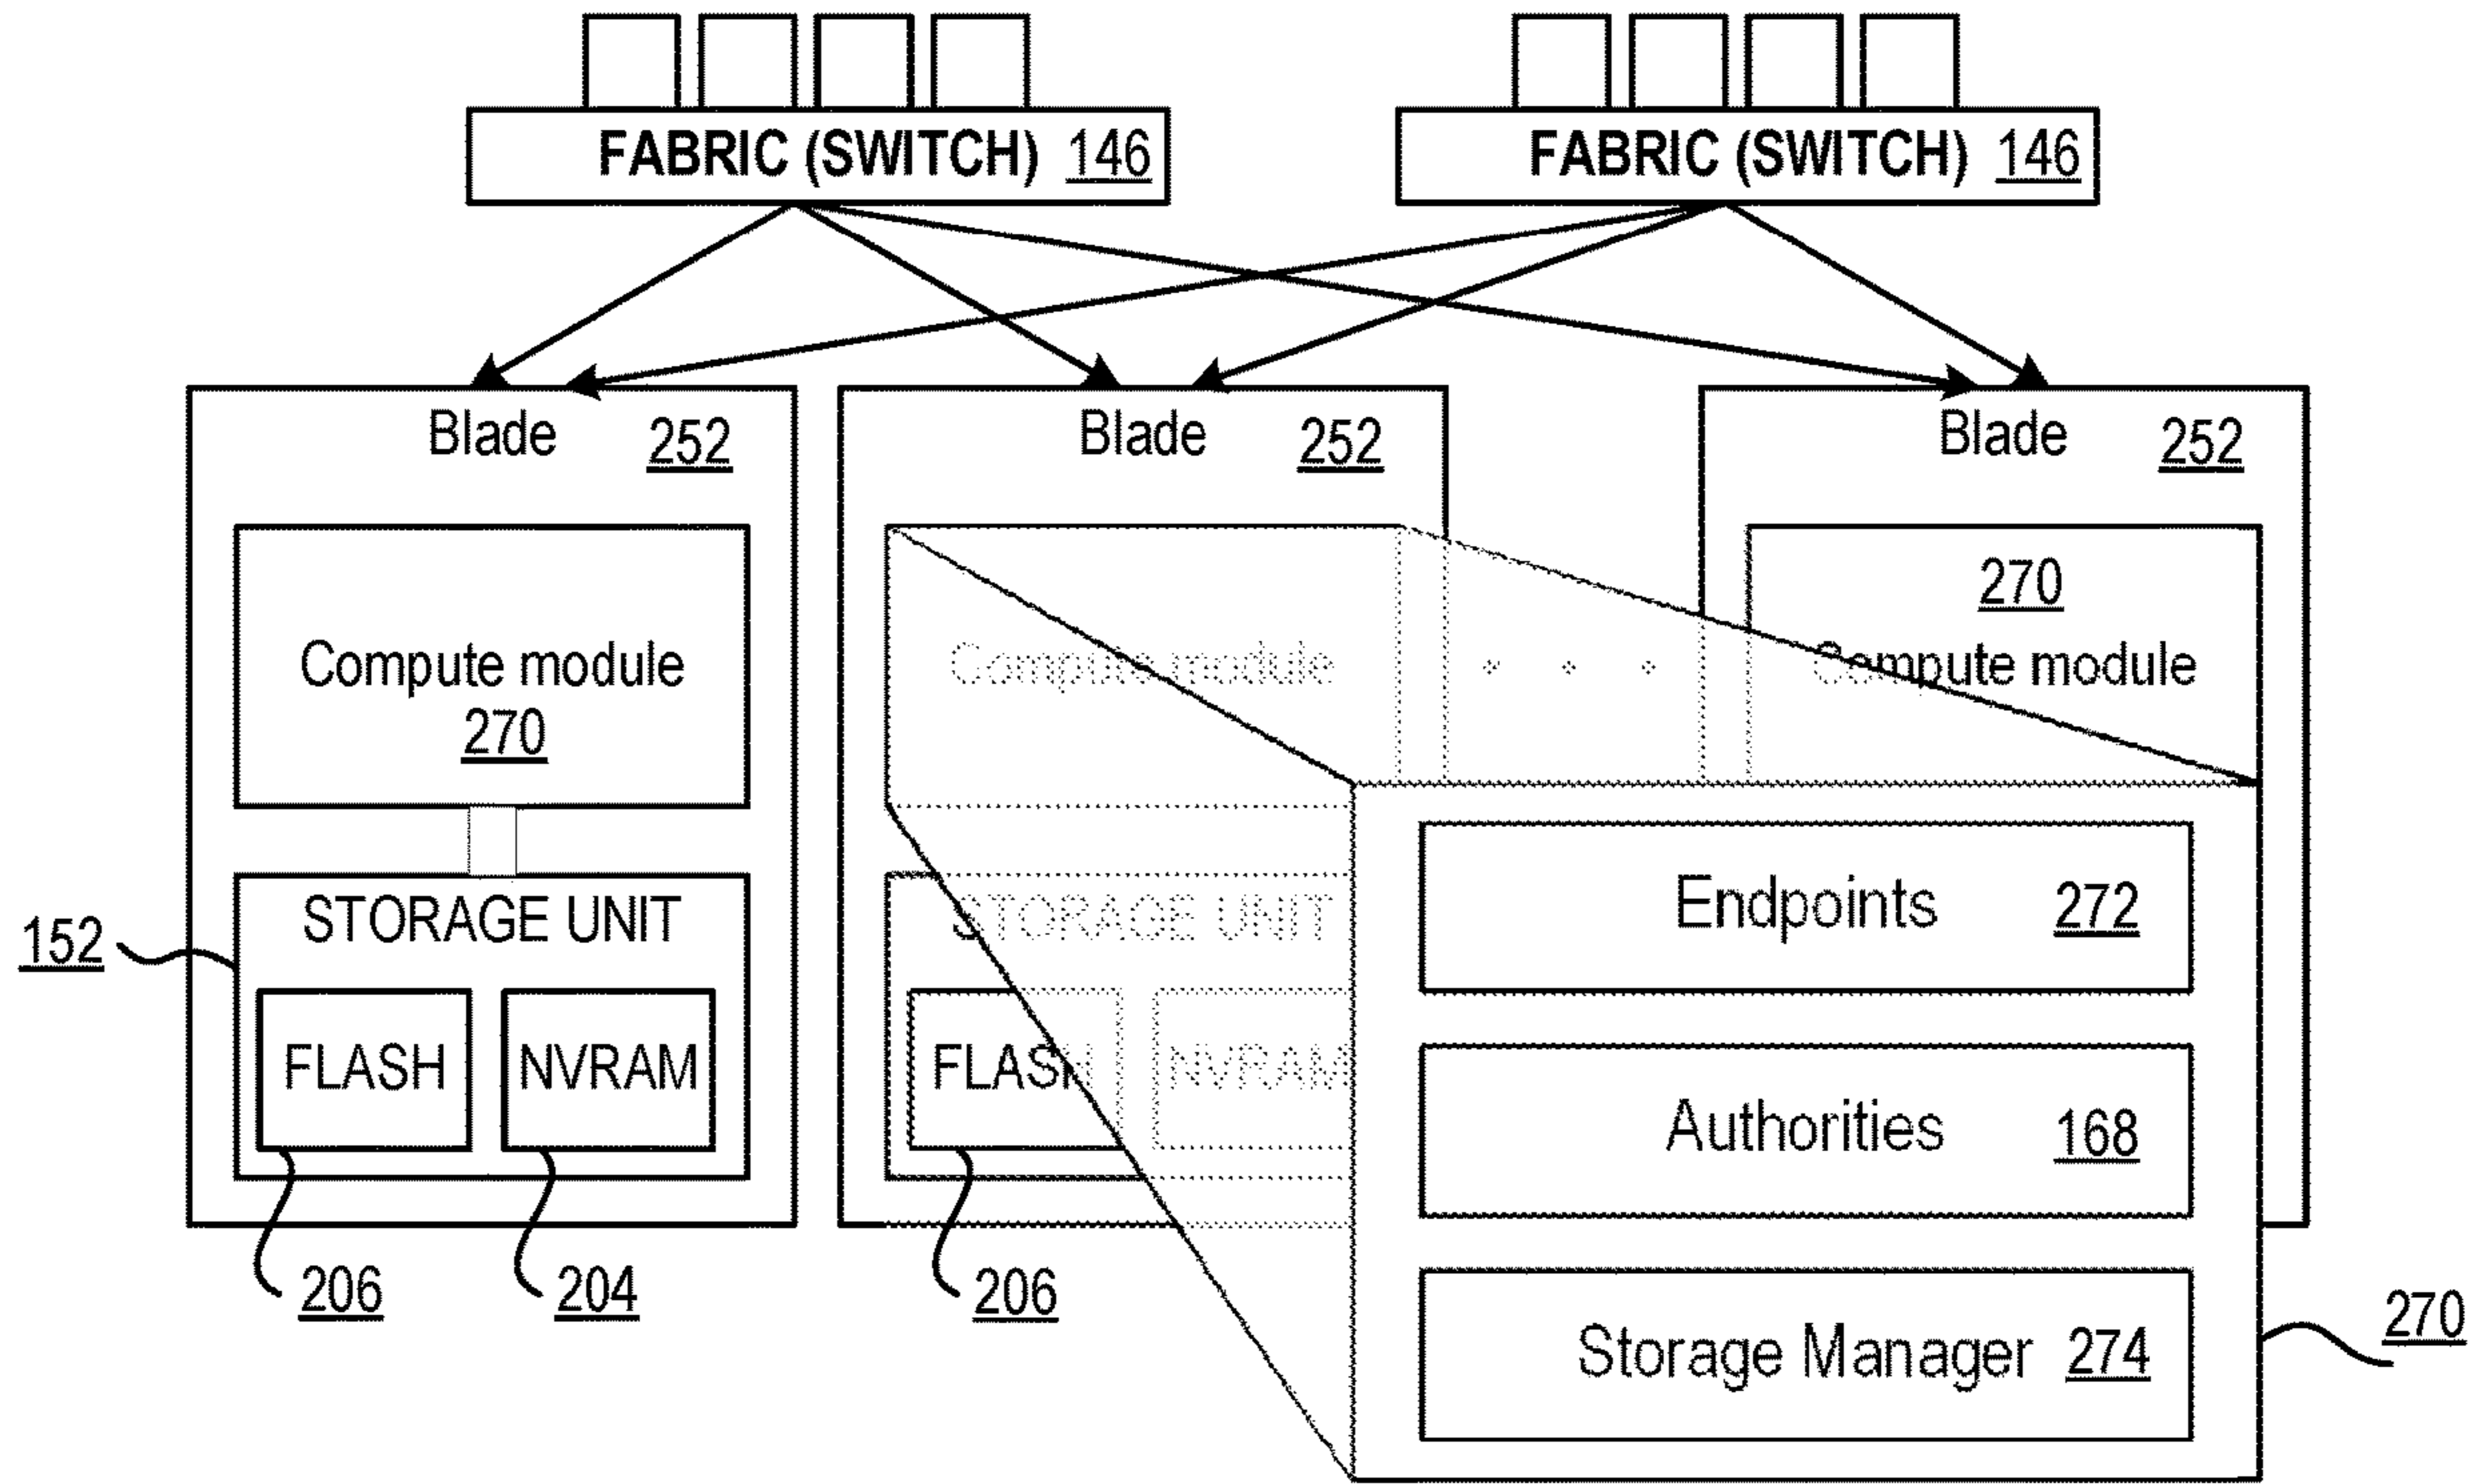 FABRIC (SWITCH) 146
FABRIC (SWITCH) 146
Blade 252
Blade 252
Blade 252
Compute module
270
Compute module
270
Compute module
152
STORAGE UNIT
FLASH
NVRAM
206
204
STORAGE UNIT
FLASH
NVRAM
206
Endpoints 272
Authorities 168
Storage Manager 274
270